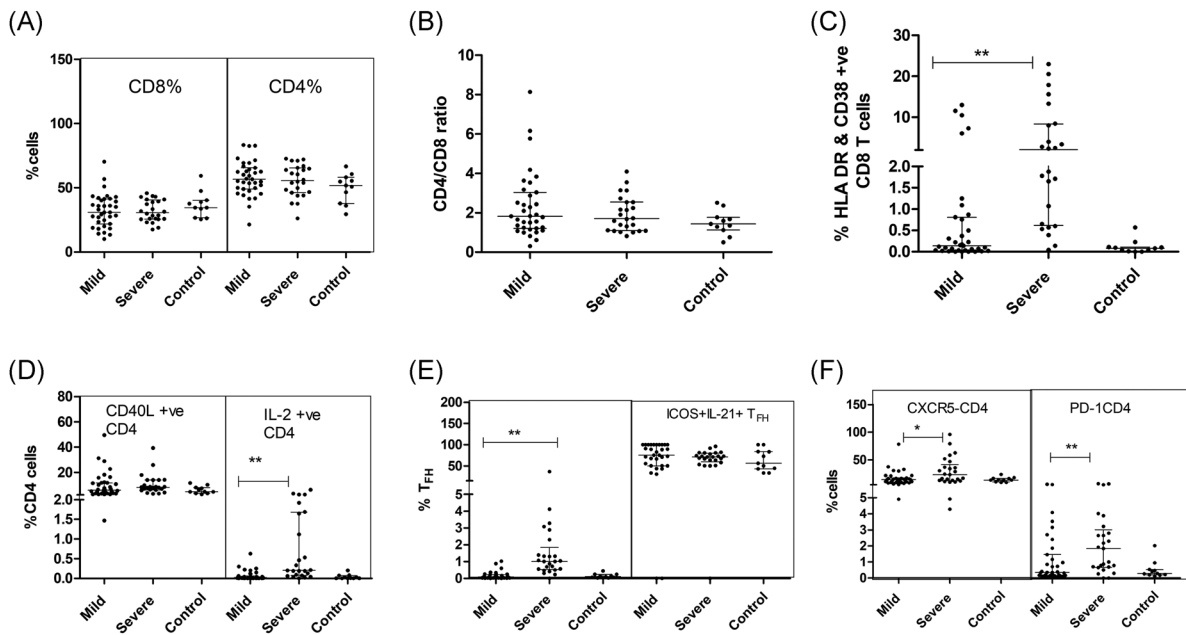 (A)
150
100
50
0
%cells
CD8%
CD4%
Mild
Severe
Control
Mild
Severe
Control
(B)
10
8
6
4
2
0
CD4/CD8 ratio
Mild
Severe
Control
(C)
30
20
10
2.0
1.5
1.0
0.5
0.0
% HLA DR & CD38 +ve
CD8 T cells
**
Mild
Severe
Control
(D)
80
60
40
20
2.0
1.5
1.0
0.5
0.0
%CD4 cells
CD40L +ve
CD4
IL-2 +ve
CD4
**
Mild
Severe
Control
Mild
Severe
Control
(E)
200
150
100
50
5
4
3
2
1
0
% TFH
**
ICOS+IL-21+ TFH
Mild
Severe
Control
Mild
Severe
Control
(F)
150
100
50
5
4
3
2
1
0
%cells
CXCR5-CD4
PD-1CD4
*
**
Mild
Severe
Control
Mild
Severe
Control